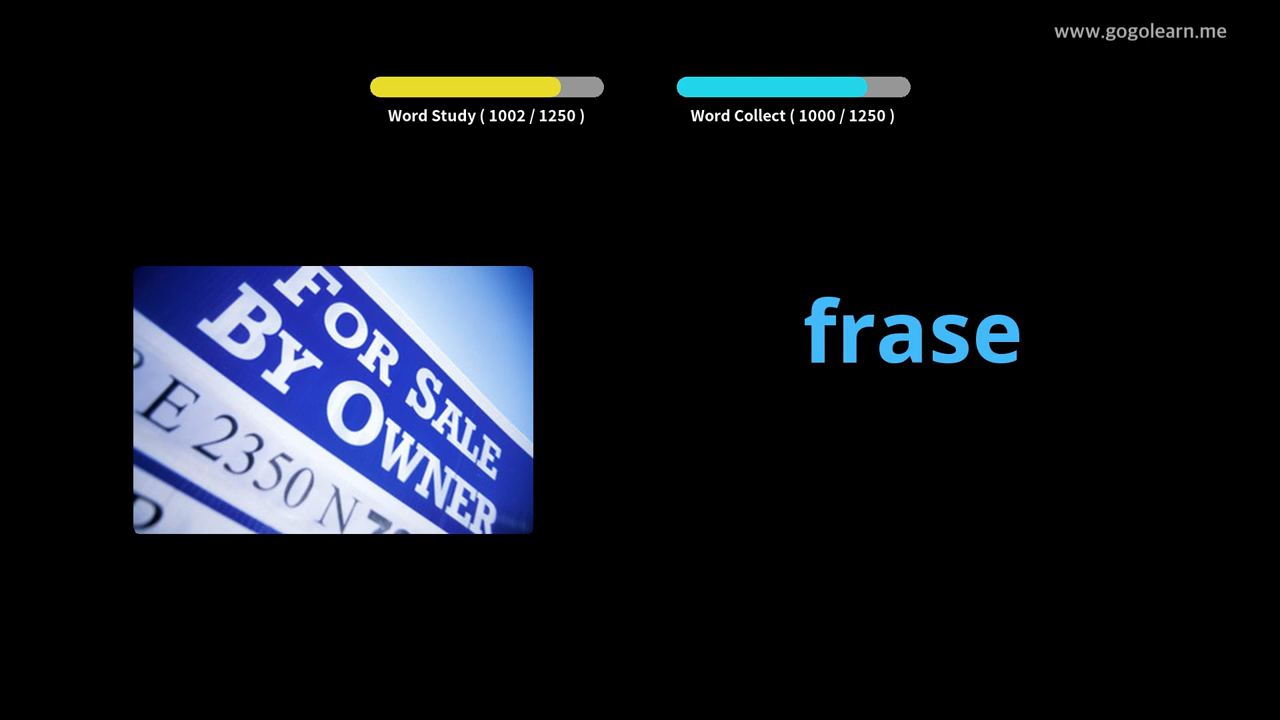 www.gogolearn.me
Word Study ( 1002 / 1250 )
Word Collect ( 1000 / 1250 )
FOR SALE
BY OWNER
E 2350 N
frase